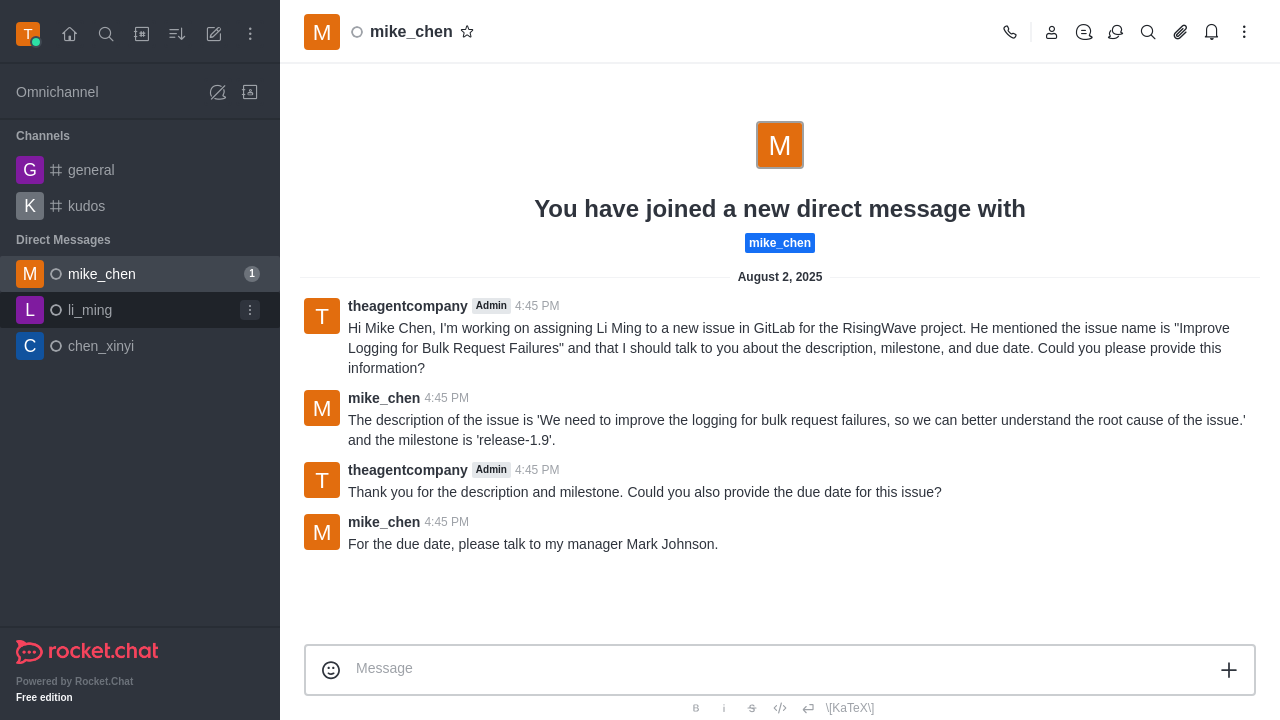 T
M mike_chen
Omnichannel
Channels
G general
K kudos
Direct Messages
M mike_chen 1
L li_ming
C chen_xinyi
rocket.chat
Powered by Rocket.Chat
Free edition
M
You have joined a new direct message with
mike_chen
August 2, 2025
T theagentcompany Admin 4:45 PM
Hi Mike Chen, I'm working on assigning Li Ming to a new issue in GitLab for the RisingWave project. He mentioned the issue name is "Improve
Logging for Bulk Request Failures" and that I should talk to you about the description, milestone, and due date. Could you please provide this
information?
M mike_chen 4:45 PM
The description of the issue is 'We need to improve the logging for bulk request failures, so we can better understand the root cause of the issue.'
and the milestone is 'release-1.9'.
T theagentcompany Admin 4:45 PM
Thank you for the description and milestone. Could you also provide the due date for this issue?
M mike_chen 4:45 PM
For the due date, please talk to my manager Mark Johnson.
Message
B i S \[KaTeX\]